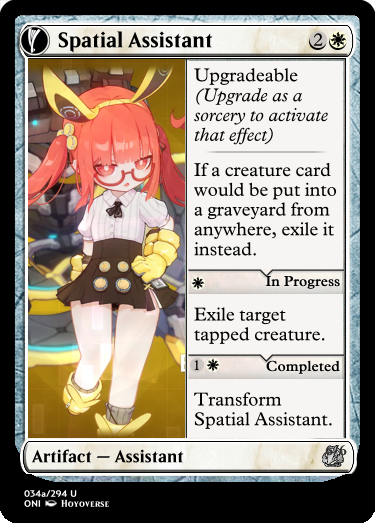 Spatial Assistant 2
Upgradeable
(Upgrade as a
sorcery to activate
that effect)
If a creature card
would be put into
a graveyard from
anywhere, exile it
instead.
In Progress
Exile target
tapped creature.
1 Completed
Transform
Spatial Assistant.
Artifact — Assistant
034a/294 U
ONI HOYOVERSE